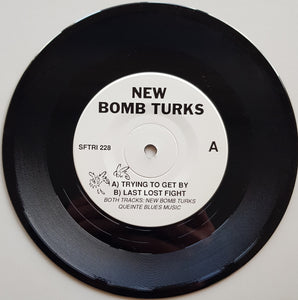 NEW
BOMB TURKS
SFTRI 228
A
A) TRYING TO GET BY
B) LAST LOST FIGHT
BOTH TRACKS: NEW BOMB TURKS
QUEINTE BLUES MUSIC